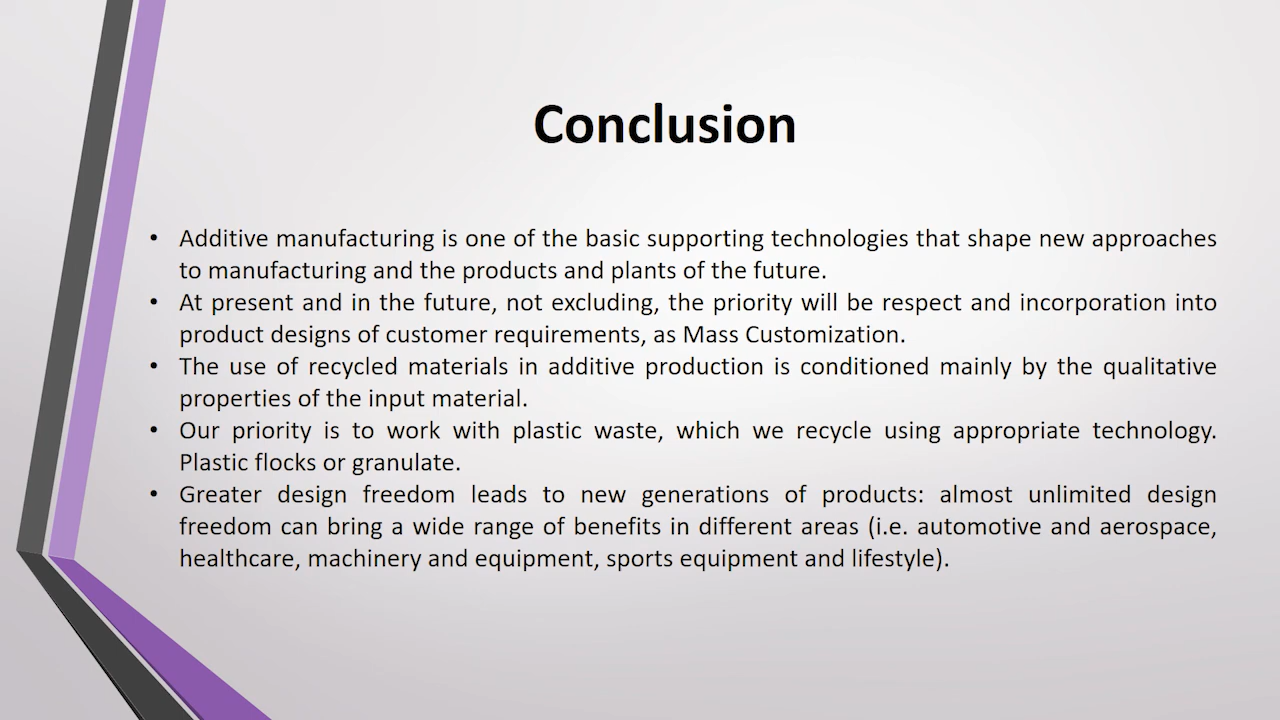 Conclusion
• Additive manufacturing is one of the basic supporting technologies that shape new approaches
to manufacturing and the products and plants of the future.
• At present and in the future, not excluding, the priority will be respect and incorporation into
product designs of customer requirements, as Mass Customization.
• The use of recycled materials in additive production is conditioned mainly by the qualitative
properties of the input material.
• Our priority is to work with plastic waste, which we recycle using appropriate technology.
Plastic flocks or granulate.
• Greater design freedom leads to new generations of products: almost unlimited design
freedom can bring a wide range of benefits in different areas (i.e. automotive and aerospace,
healthcare, machinery and equipment, sports equipment and lifestyle).